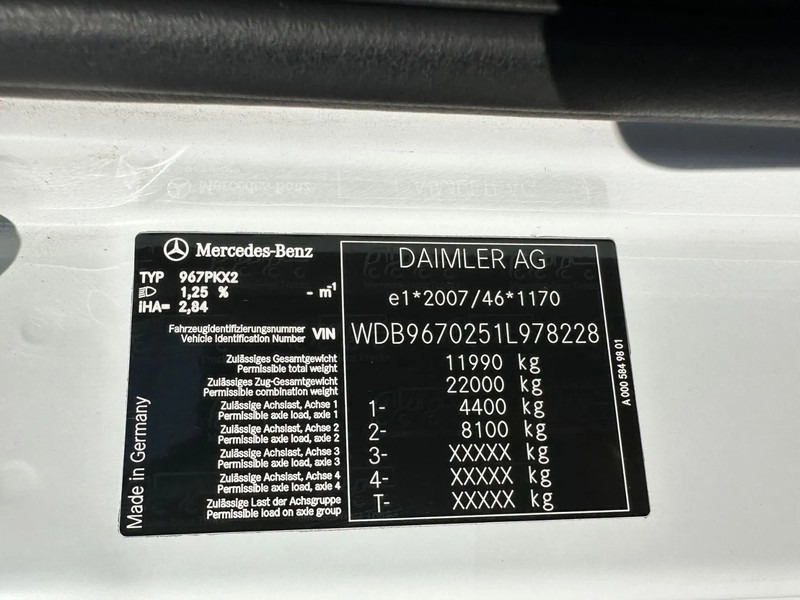 Mercedes-Benz
TYP 967PKX2
1,25 % - m⁻¹
iHA= 2,84
DAIMLER AG
e1*2007/46*1170
Fahrzeugidentifizierungsnummer
Vehicle Identification Number
VIN WDB9670251L978228
Zulässiges Gesamtgewicht
Permissible total weight
11990 kg
Zulässiges Zug-Gesamtgewicht
Permissible combination weight
22000 kg
Zulässige Achslast, Achse 1
Permissible axle load, axle 1
1- 4400 kg
Zulässige Achslast, Achse 2
Permissible axle load, axle 2
2- 8100 kg
Zulässige Achslast, Achse 3
Permissible axle load, axle 3
3- XXXXX kg
Zulässige Achslast, Achse 4
Permissible axle load, axle 4
4- XXXXX kg
Zulässige Last der Achsgruppe
Permissible load on axle group
T- XXXXX kg
Made in Germany
A 000 584 98 01